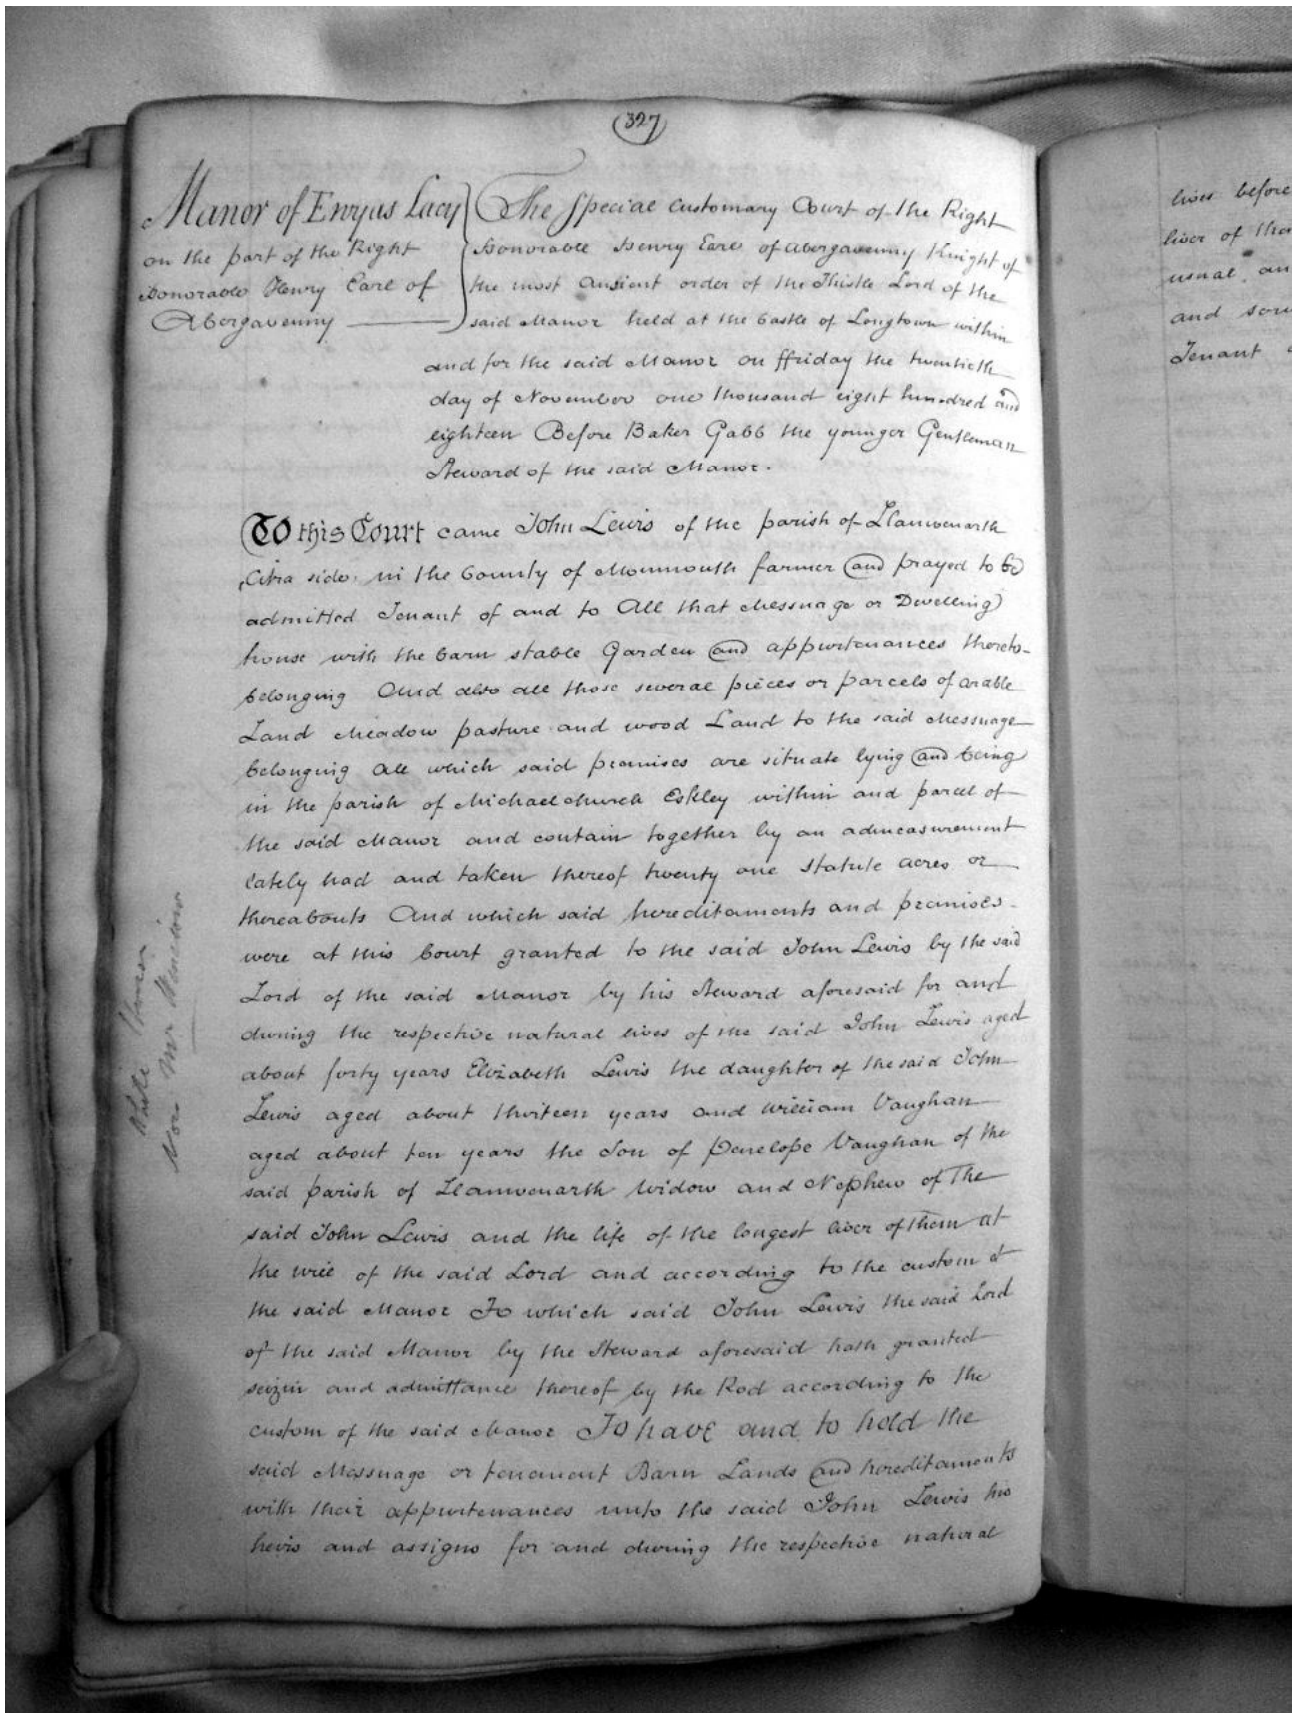 327
Manor of Ewyas Lacy
on the part of the Right
Honorable Henry Earl of
Abergavenny
The Special Customary Court of the Right
Honorable Henry Earl of Abergavenny Knight of
the most Ancient order of the Thistle Lord of the
said Manor held at the Castle of Longtown within
and for the said Manor on ffriday the twentieth
day of November one thousand eight hundred and
eighteen Before Baker Gabb the younger Gentleman
Steward of the said Manor.
To this Court came John Lewis of the parish of Llanwenarth
Citra side in the County of Monmouth farmer and prayed to be
admitted Tenant of and to All that Messuage or Dwelling
house with the barn stable Garden and appurtenances thereto
belonging And also all those several pieces or parcels of arable
Land Meadow pasture and wood Land to the said Messuage
belonging All which said premises are situate lying and being
in the parish of Michaelchurch Eskley within and parcel of
the said Manor and contain together by an admeasurement
lately had and taken thereof twenty one Statute acres or
thereabouts And which said hereditaments and premises
were at this Court granted to the said John Lewis by the said
Lord of the said Manor by his Steward aforesaid for and
during the respective natural lives of the said John Lewis aged
about forty years Elizabeth Lewis the daughter of the said John
Lewis aged about thirteen years and William Vaughan
aged about ten years the Son of Penelope Vaughan of the
said parish of Llanwenarth Widow and Nephew of the
said John Lewis and the life of the longest liver of them at
the will of the said Lord and according to the custom of
the said Manor To which said John Lewis the said Lord
of the said Manor by the Steward aforesaid hath granted
seizin and admittance thereof by the Rod according to the
custom of the said Manor To have and to hold the
said Messuage or tenement Barn Lands and hereditaments
with their appurtenances unto the said John Lewis his
heirs and assigns for and during the respective natural
White House
Now Mr
lives before
liver of the
usual an
and
Tenant